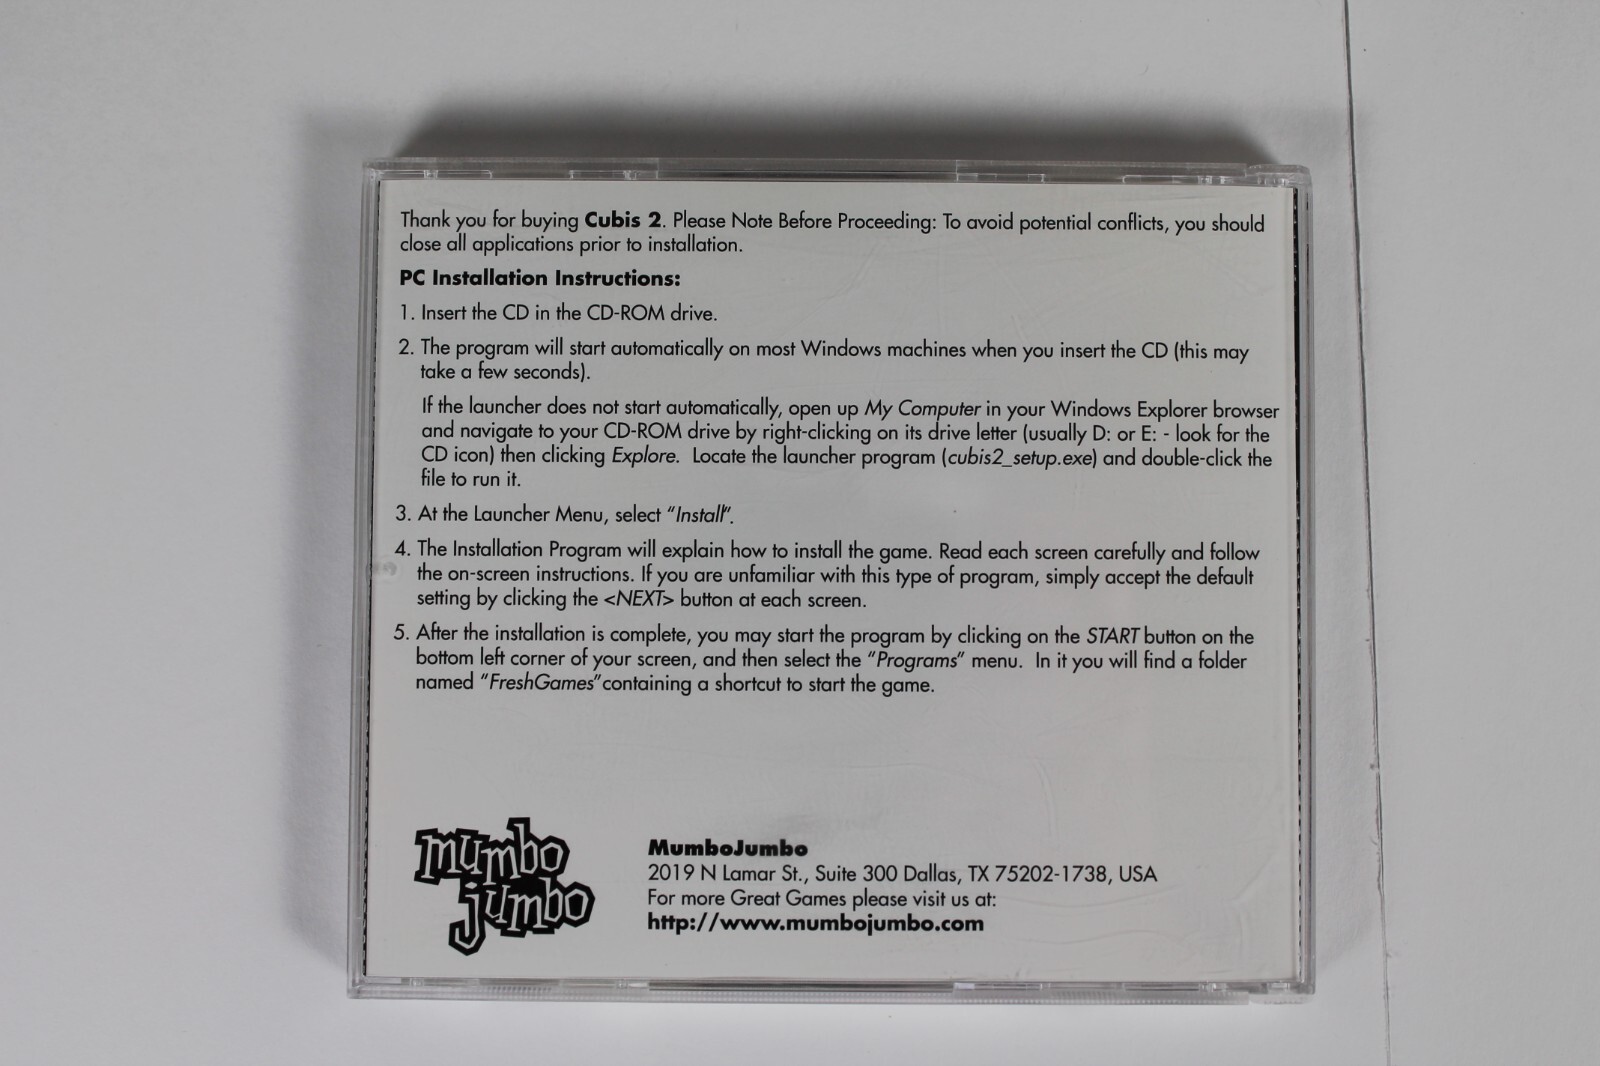 Thank you for buying Cubis 2. Please Note Before Proceeding: To avoid potential conflicts, you should
close all applications prior to installation.
PC Installation Instructions:
1. Insert the CD in the CD-ROM drive.
2. The program will start automatically on most Windows machines when you insert the CD (this may
take a few seconds).
If the launcher does not start automatically, open up My Computer in your Windows Explorer browser
and navigate to your CD-ROM drive by right-clicking on its drive letter (usually D: or E: - look for the
CD icon) then clicking Explore. Locate the launcher program (cubis2_setup.exe) and double-click the
file to run it.
3. At the Launcher Menu, select "Install".
4. The Installation Program will explain how to install the game. Read each screen carefully and follow
the on-screen instructions. If you are unfamiliar with this type of program, simply accept the default
setting by clicking the <NEXT> button at each screen.
5. After the installation is complete, you may start the program by clicking on the START button on the
bottom left corner of your screen, and then select the "Programs" menu. In it you will find a folder
named "FreshGames"containing a shortcut to start the game.
mumbo
jumbo
MumboJumbo
2019 N Lamar St., Suite 300 Dallas, TX 75202-1738, USA
For more Great Games please visit us at:
http://www.mumbojumbo.com